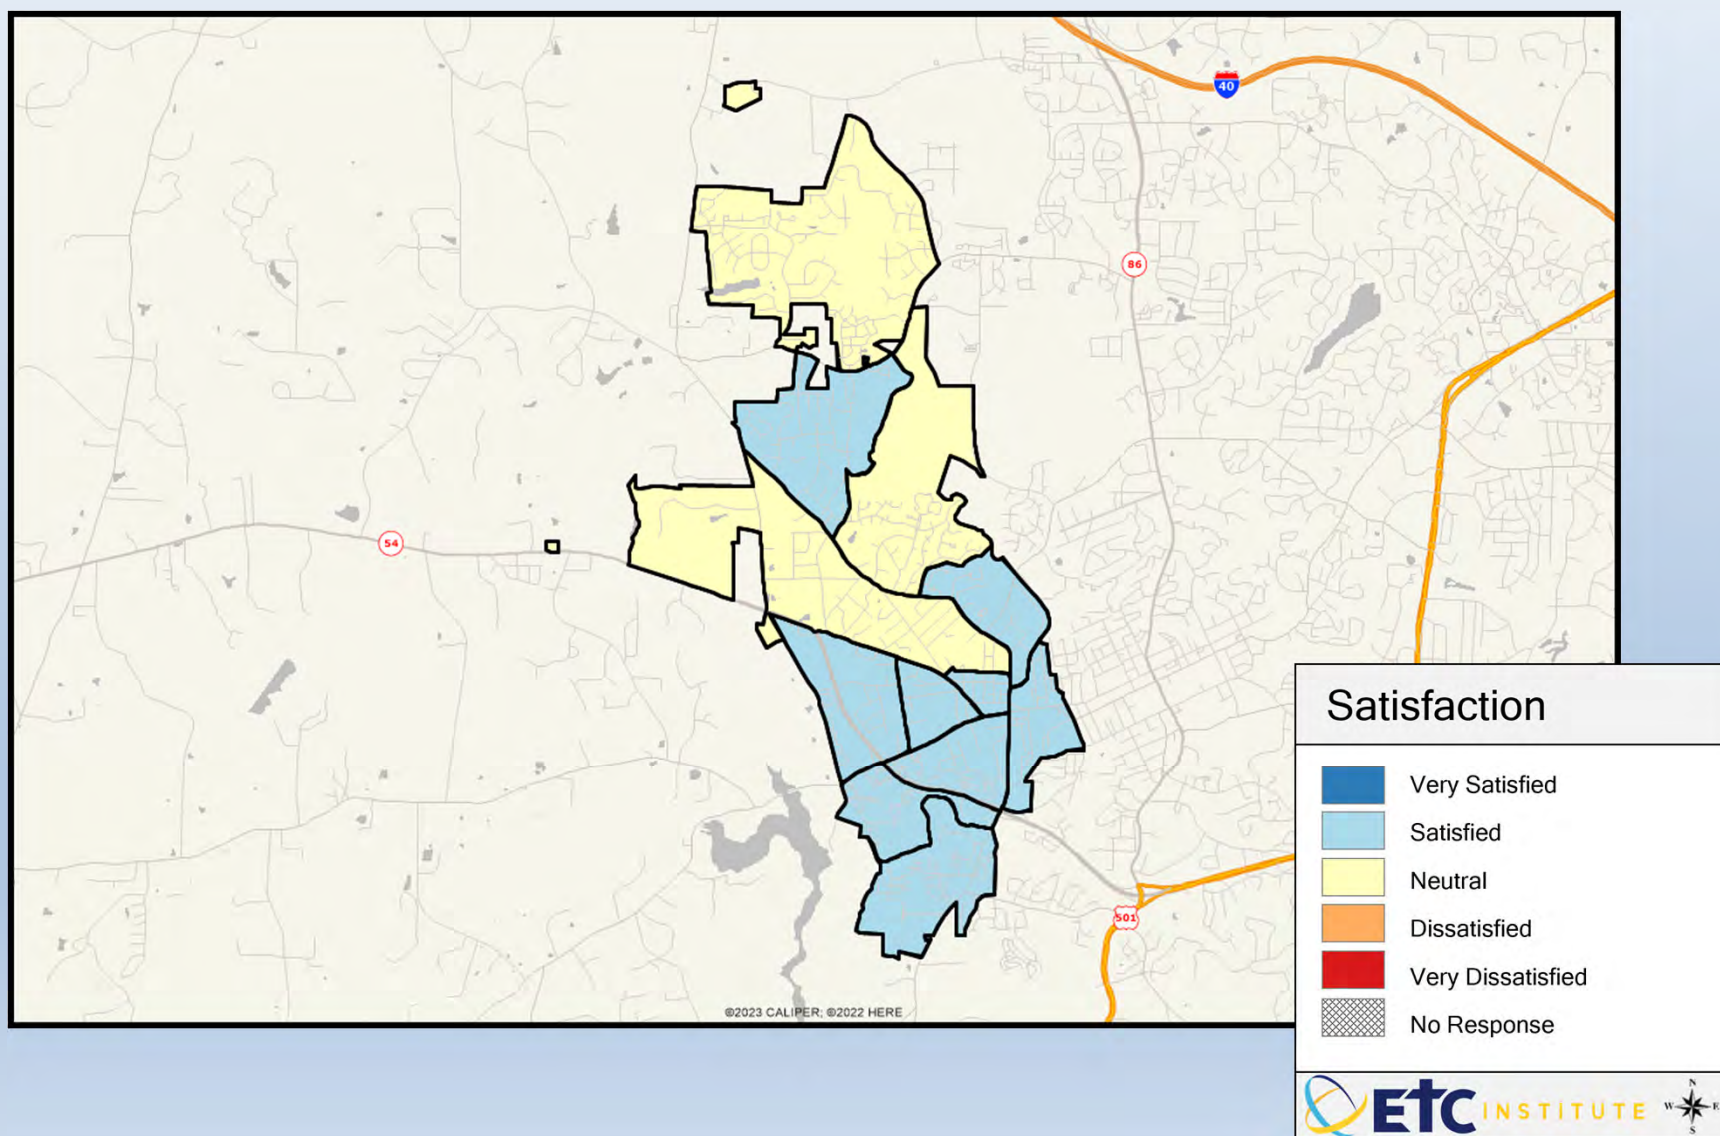 40
86
54
501
©2023 CALIPER; ©2022 HERE
Satisfaction
Very Satisfied
Satisfied
Neutral
Dissatisfied
Very Dissatisfied
No Response
ETC INSTITUTE
N
W E
S